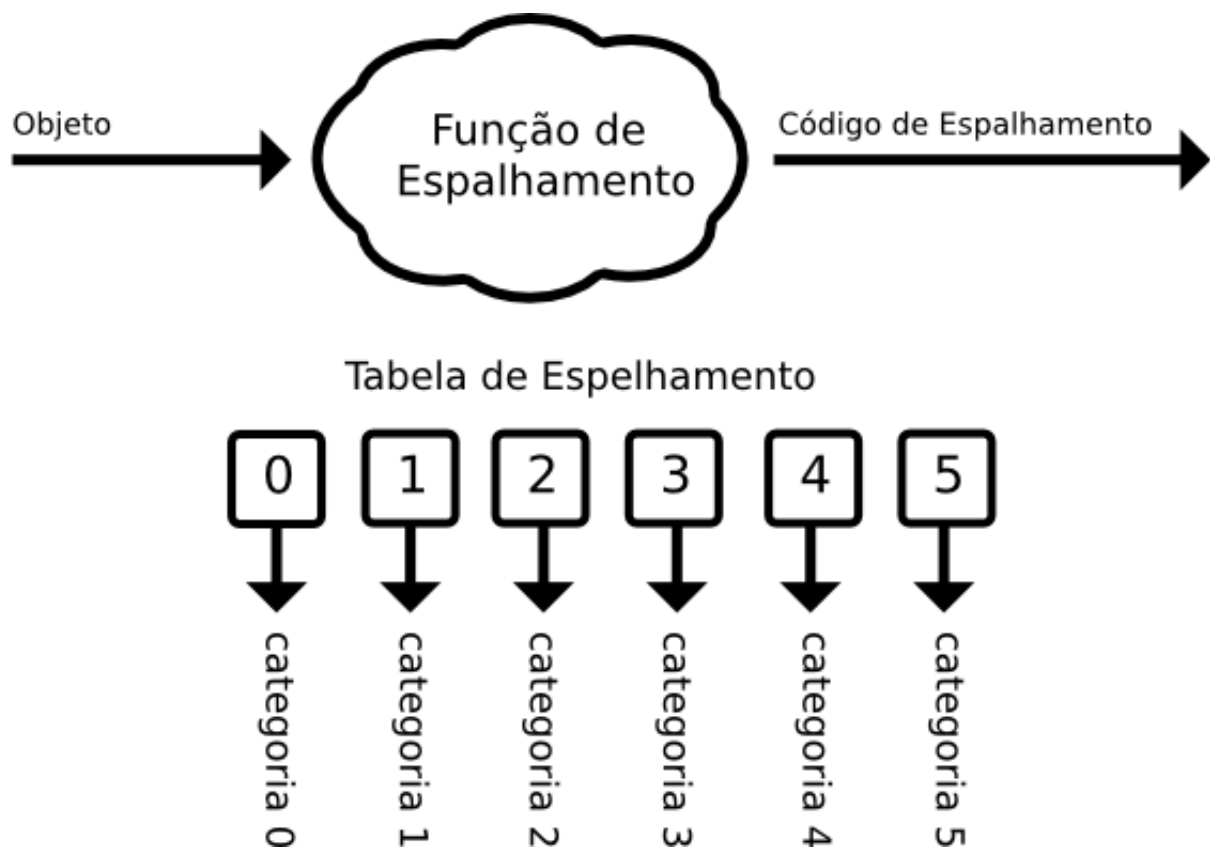 Objeto
Função de
Espalhamento
Código de Espalhamento
Tabela de Espelhamento
0
1
2
3
4
5
categoria 0
categoria 1
categoria 2
categoria 3
categoria 4
categoria 5